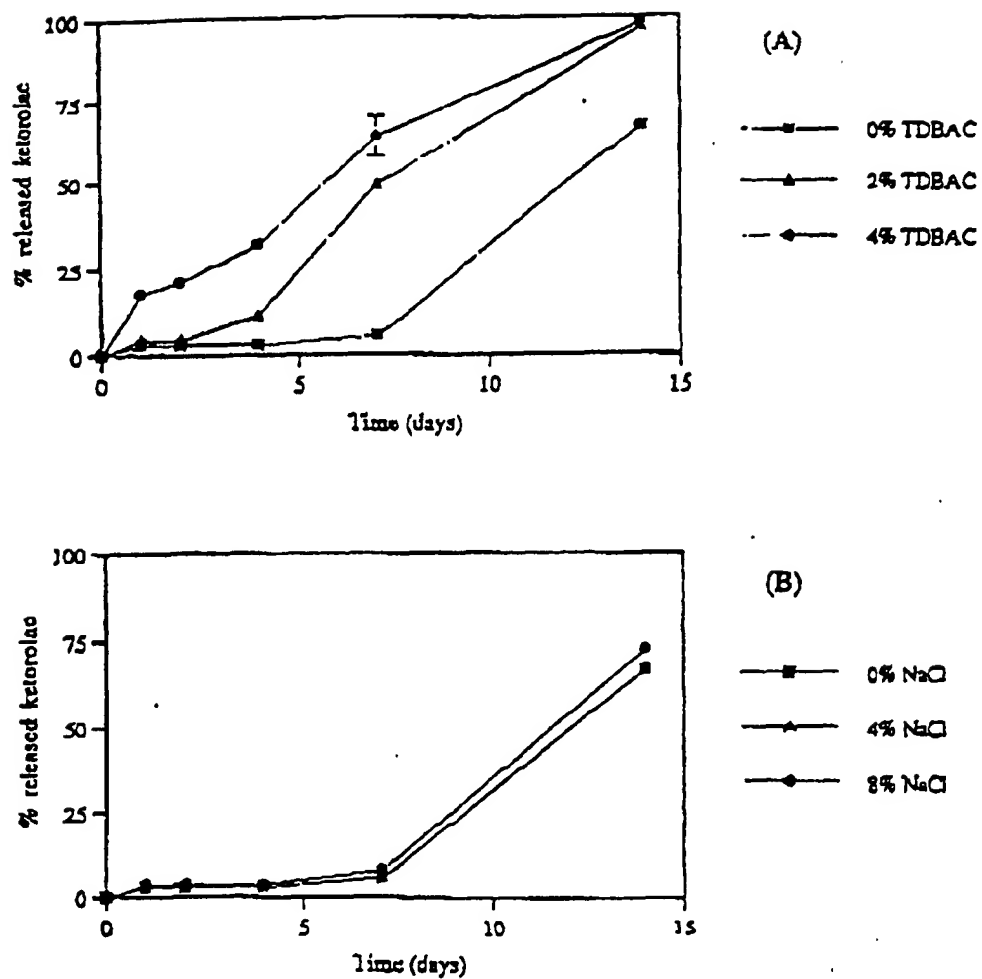 100
75
50
25
0
% released ketorolac
0
5
10
15
Time (days)
(A)
0% TDBAC
2% TDBAC
4% TDBAC
100
75
50
25
0
% released ketorolac
0
5
10
15
Time (days)
(B)
0% NaCl
4% NaCl
8% NaCl